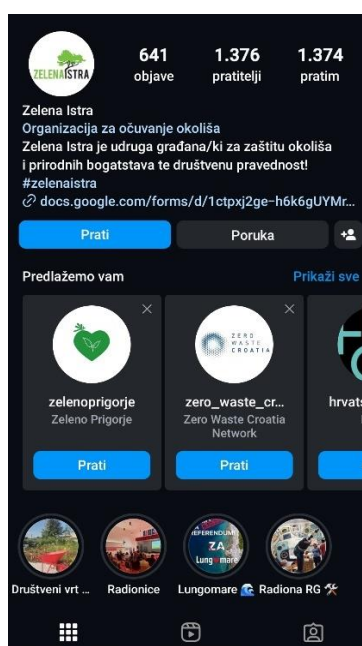 ZELENA ISTRA
641
objave
1.376
pratitelji
1.374
pratim
Zelena Istra
Organizacija za očuvanje okoliša
Zelena Istra je udruga građana/ki za zaštitu okoliša
i prirodnih bogatstava te društvenu pravednost!
#zelenaistra
docs.google.com/forms/d/1ctpxj2ge-h6k6gUYMr...
Prati
Poruka
Predlažemo vam
Prikaži sve
zelenoprigorje
Zeleno Prigorje
Prati
ZERO
WASTE
CROATIA
zero_waste_cr...
Zero Waste Croatia
Network
Prati
hrvats
REFERENDUM
ZA
Lungomare
Društveni vrt ...
Radionice
Lungomare
Radiona RG